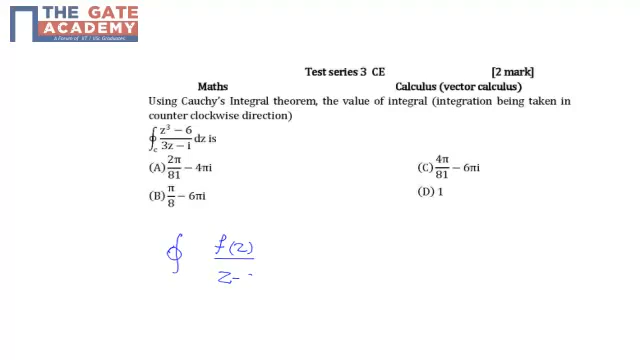 THE GATE
ACADEMY
A Forum of IIT / IISc Graduates
Test series 3 CE [2 mark]
Maths Calculus (vector calculus)
Using Cauchy's Integral theorem, the value of integral (integration being taken in
counter clockwise direction)
∮c (z³ − 6)/(3z − i) dz is
(A) 2π/81 − 4πi (C) 4π/81 − 6πi
(B) π/8 − 6πi (D) 1
∮ f(z)/(z-